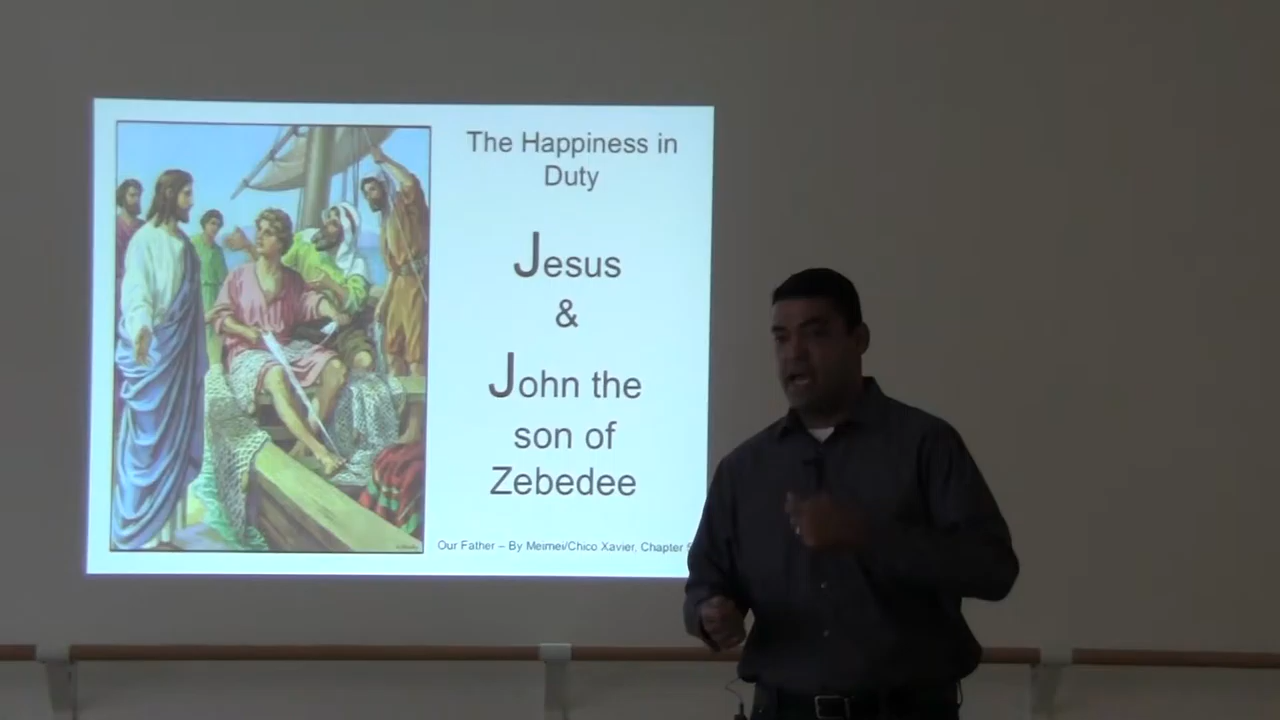 The Happiness in
Duty
Jesus
&
John the
son of
Zebedee
Our Father – By Meimei/Chico Xavier, Chapter